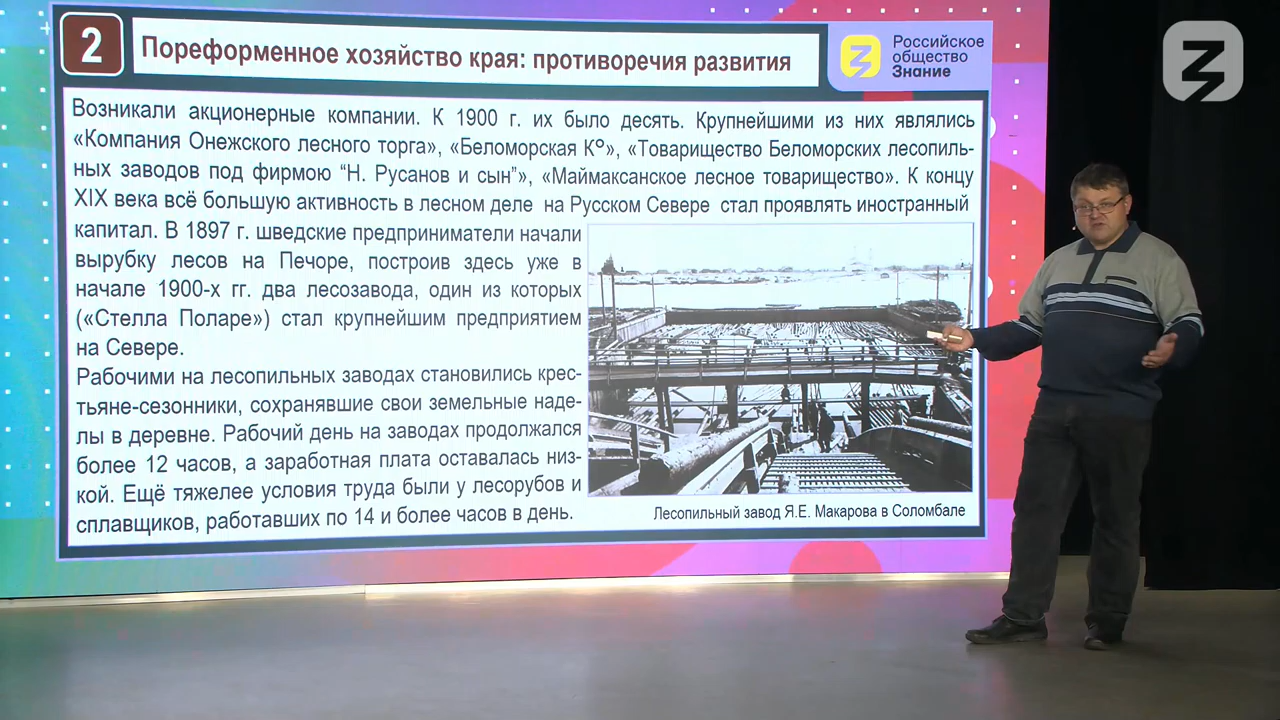 2
Пореформенное хозяйство края: противоречия развития
Российское
общество
Знание
Возникали акционерные компании. К 1900 г. их было десять. Крупнейшими из них являлись
«Компания Онежского лесного торга», «Беломорская Кº», «Товарищество Беломорских лесопиль-
ных заводов под фирмою “Н. Русанов и сын”», «Маймаксанское лесное товарищество». К концу
XIX века всё большую активность в лесном деле на Русском Севере стал проявлять иностранный
капитал. В 1897 г. шведские предприниматели начали
вырубку лесов на Печоре, построив здесь уже в
начале 1900-х гг. два лесозавода, один из которых
(«Стелла Поларе») стал крупнейшим предприятием
на Севере.
Рабочими на лесопильных заводах становились крес-
тьяне-сезонники, сохранявшие свои земельные наде-
лы в деревне. Рабочий день на заводах продолжался
более 12 часов, а заработная плата оставалась низ-
кой. Ещё тяжелее условия труда были у лесорубов и
сплавщиков, работавших по 14 и более часов в день.
Лесопильный завод Я.Е. Макарова в Соломбале